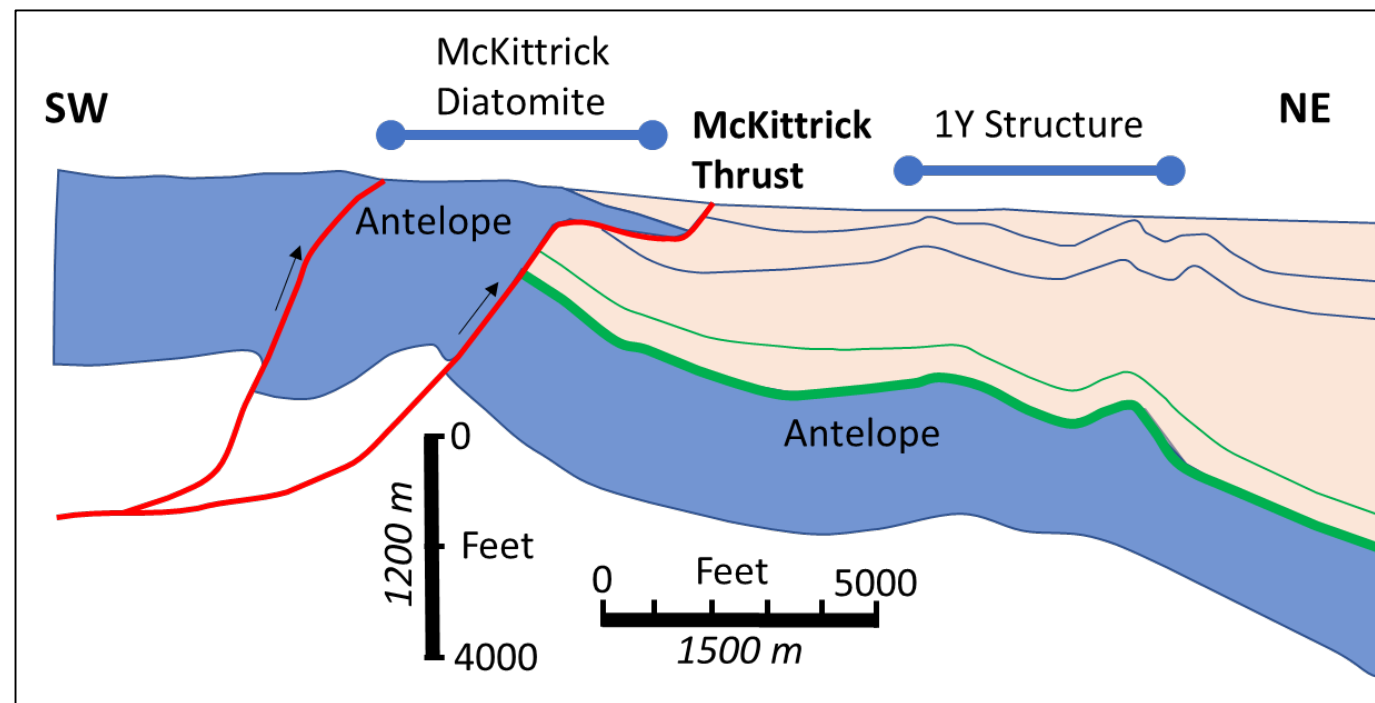 McKittrick
Diatomite
SW
McKittrick
Thrust
1Y Structure
NE
Antelope
Antelope
0
1200 m
Feet
4000
0
Feet
5000
1500 m